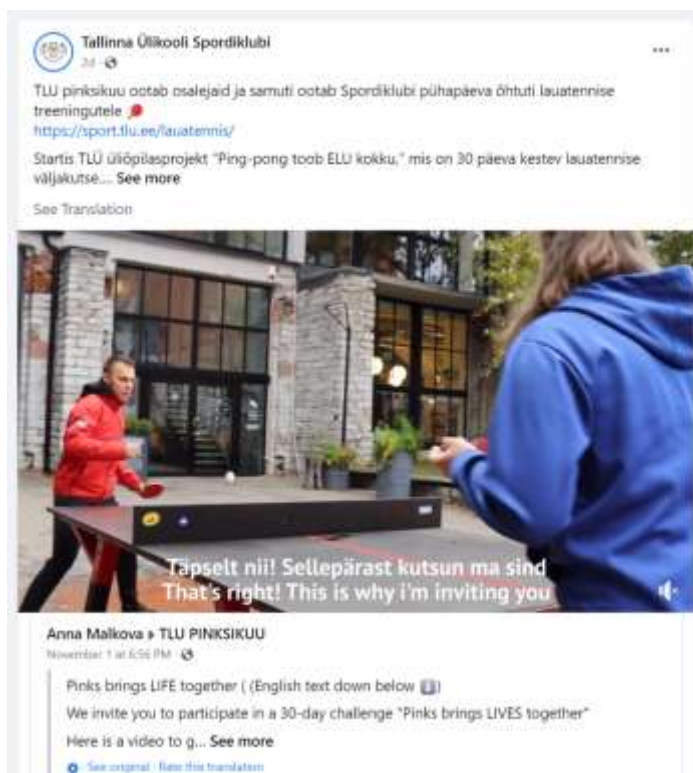 Tallinna Ülikooli Spordiklubi
2d
TLU pinksikuu ootab osalejaid ja samuti ootab Spordiklubi pühapäeva õhtuti lauatennise
treeningutele
https://sport.tlu.ee/lauatennis/
Startis TLÜ üliõpilasprojekt "Ping-pong toob ELU kokku," mis on 30 päeva kestev lauatennise
väljakutse.... See more
See Translation
Täpselt nii! Sellepärast kutsun ma sind
That's right! This is why i'm inviting you
Anna Malkova ▸ TLU PINKSIKUU
November 1 at 6:56 PM
Pinks brings LIFE together ( (English text down below ⬇️)
We invite you to participate in a 30-day challenge "Pinks brings LIVES together"
Here is a video to g... See more
See original · Rate this translation